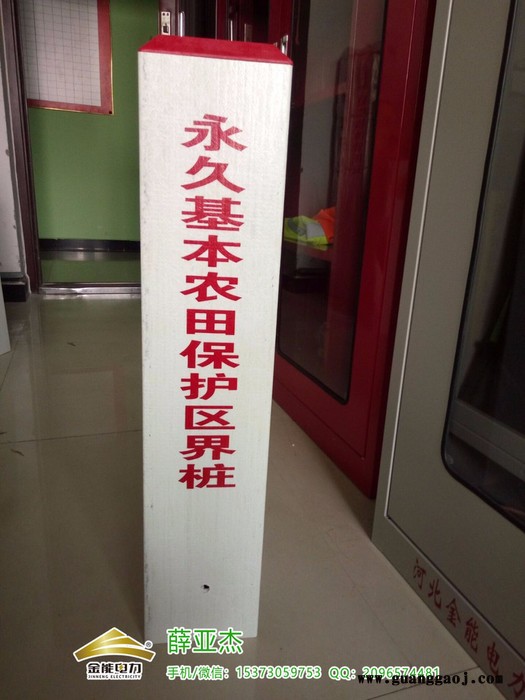 永久基本农田保护区界桩
河北金能电力
金能电力
JINNENG ELECTRICITY
薛亚杰
手机/微信：15373059753 QQ：2096574481
www.guanggaoj.com